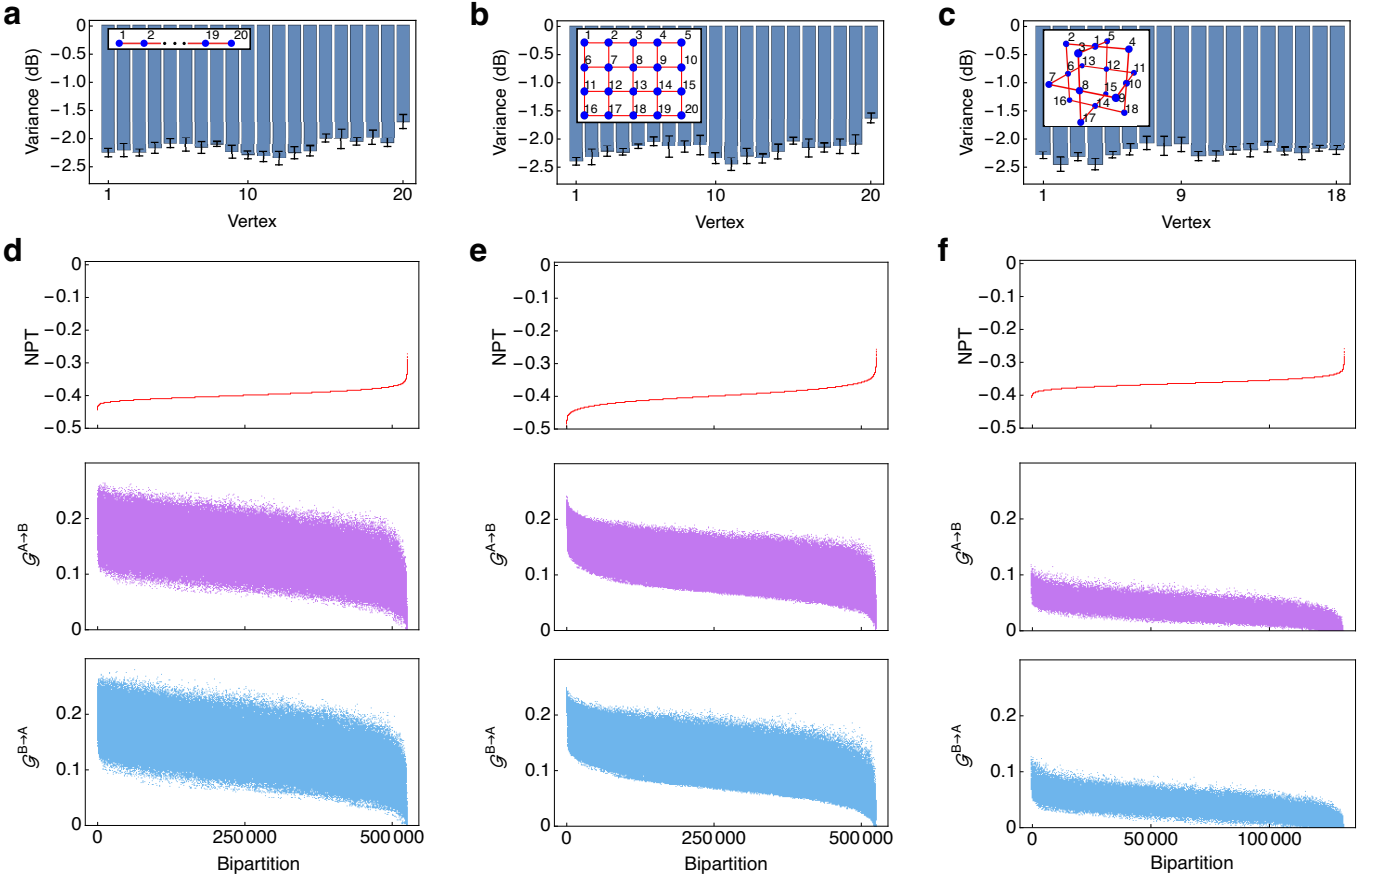 a
0
−0.5
−1.0
−1.5
−2.0
−2.5
Variance (dB)
1 2 19 20
1 10 20
Vertex
b
0
−0.5
−1.0
−1.5
−2.0
−2.5
Variance (dB)
1 2 3 4 5
6 7 8 9 10
11 12 13 14 15
16 17 18 19 20
1 10 20
Vertex
c
0
−0.5
−1.0
−1.5
−2.0
−2.5
Variance (dB)
2 1 5
3 4
13 12 11
7 6
8 15 10
16 14 9
17 18
1 9 18
Vertex
d
0
−0.1
−0.2
−0.3
−0.4
−0.5
NPT
0.2
0.1
0
𝒢A→B
0.2
0.1
0
𝒢B→A
0 250 000 500 000
Bipartition
e
0
−0.1
−0.2
−0.3
−0.4
−0.5
NPT
0.2
0.1
0
𝒢A→B
0.2
0.1
0
𝒢B→A
0 250 000 500 000
Bipartition
f
0
−0.1
−0.2
−0.3
−0.4
−0.5
NPT
0.2
0.1
0
𝒢A→B
0.2
0.1
0
𝒢B→A
0 50 000 100 000
Bipartition